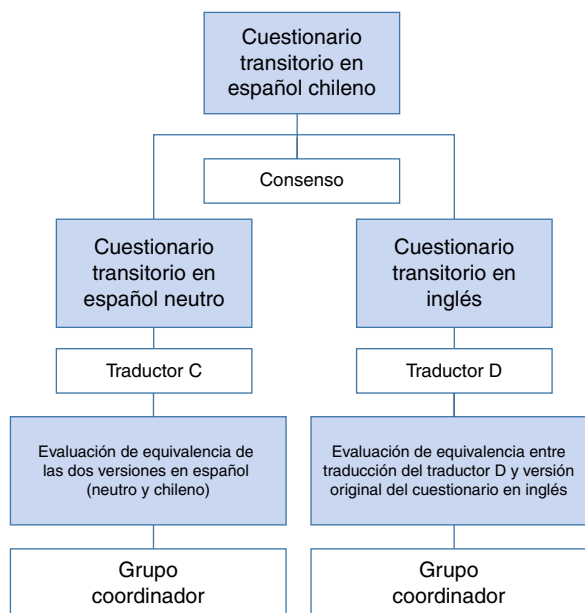 Cuestionario
transitorio en
español chileno
Consenso
Cuestionario
transitorio en
español neutro
Cuestionario
transitorio en
inglés
Traductor C
Traductor D
Evaluación de equivalencia de
las dos versiones en español
(neutro y chileno)
Evaluación de equivalencia entre
traducción del traductor D y versión
original del cuestionario en inglés
Grupo
coordinador
Grupo
coordinador